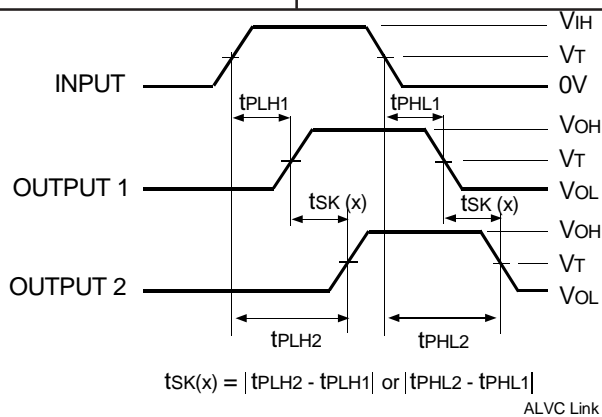 VIH
VT
INPUT
0V
tPLH1
tPHL1
VOH
VT
OUTPUT 1
VOL
tSK (x)
tSK (x)
VOH
VT
OUTPUT 2
VOL
tPLH2
tPHL2
tSK(x) = |tPLH2 - tPLH1| or |tPHL2 - tPHL1|
ALVC Link